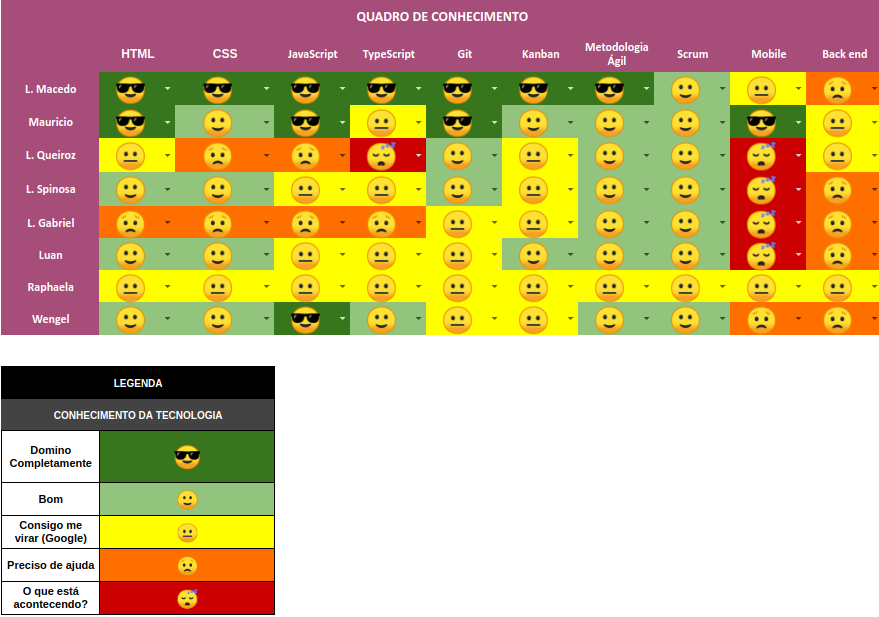 QUADRO DE CONHECIMENTO
HTML CSS JavaScript TypeScript Git Kanban Metodologia Ágil Scrum Mobile Back end
L. Macedo
Mauricio
L. Queiroz
L. Spinosa
L. Gabriel
Luan
Raphaela
Wengel
LEGENDA
CONHECIMENTO DA TECNOLOGIA
Domino
Completamente
Bom
Consigo me
virar (Google)
Preciso de ajuda
O que está
acontecendo?